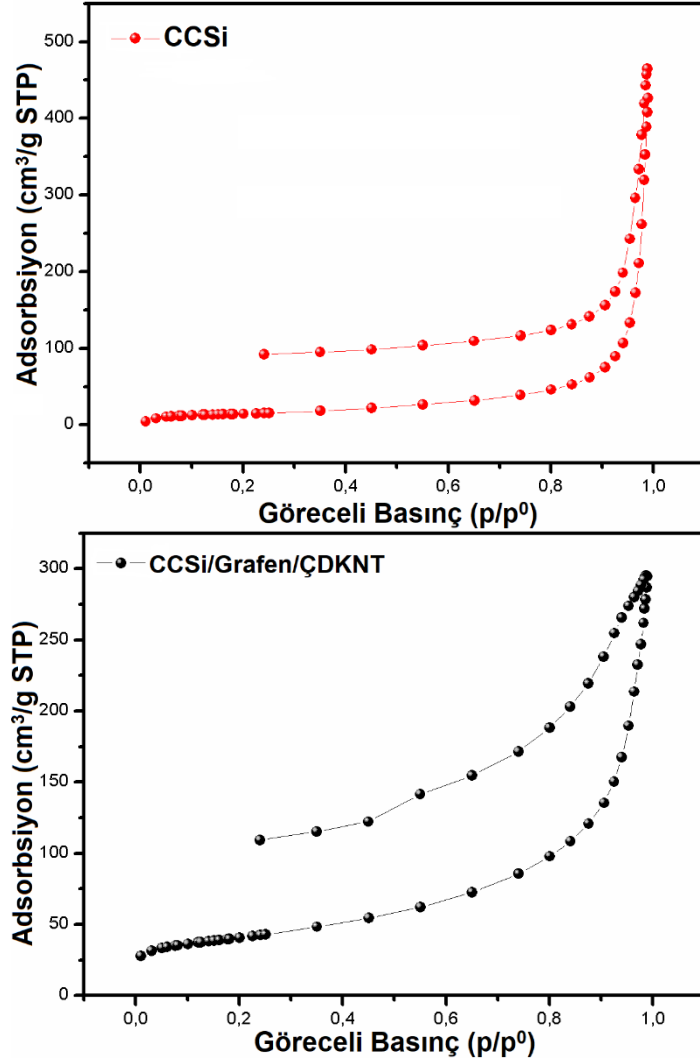 CCSi
Adsorbsiyon (cm³/g STP)
500
400
300
200
100
0
0,0 0,2 0,4 0,6 0,8 1,0
Göreceli Basınç (p/p⁰)
CCSi/Grafen/ÇDKNT
Adsorbsiyon (cm³/g STP)
300
250
200
150
100
50
0
0,0 0,2 0,4 0,6 0,8 1,0
Göreceli Basınç (p/p⁰)